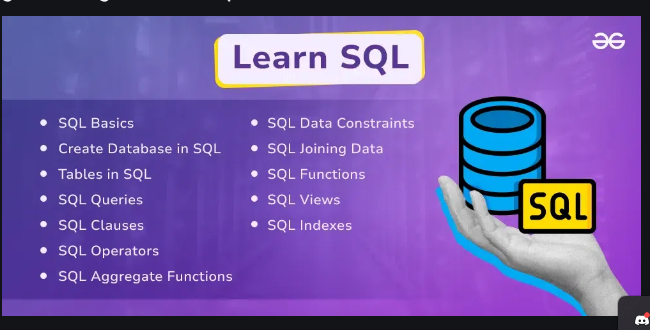 Learn SQL
SQL Basics
Create Database in SQL
Tables in SQL
SQL Queries
SQL Clauses
SQL Operators
SQL Aggregate Functions
SQL Data Constraints
SQL Joining Data
SQL Functions
SQL Views
SQL Indexes
SQL